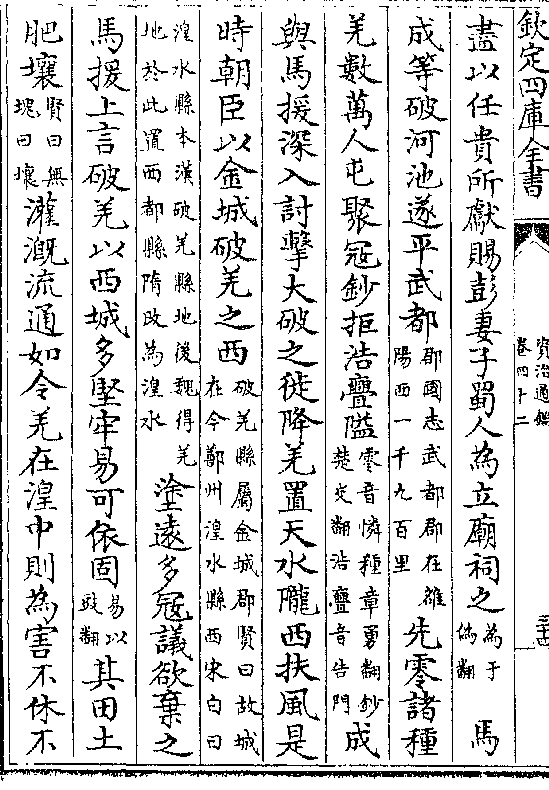 欽定四庫全書 資治通鑑卷四十二 三十四
盡以任貴所獻賜彭妻子蜀人為立廟祠之為于偽翻馬
成等破河池遂平武都郡國志武都郡在雒陽西一千九百里先零諸種
羌數萬人屯聚冦鈔拒浩亹隘零音憐種章勇翻鈔楚交翻浩亹音告門成
與馬援深入討擊大破之徙降羌置天水隴西扶風是
時朝臣以金城破羌之西破羌縣屬金城郡賢曰故城在今鄯州湟水縣西宋白曰
湟水縣本漢破羌縣地後魏得羌地於此置西都縣隋改為湟水塗遠多冦議欲棄之
馬援上言破羌以西城多堅牢易可依固易以豉翻其田土
肥壤賢曰無塊曰壤灌溉流通如令羌在湟中則為害不休不